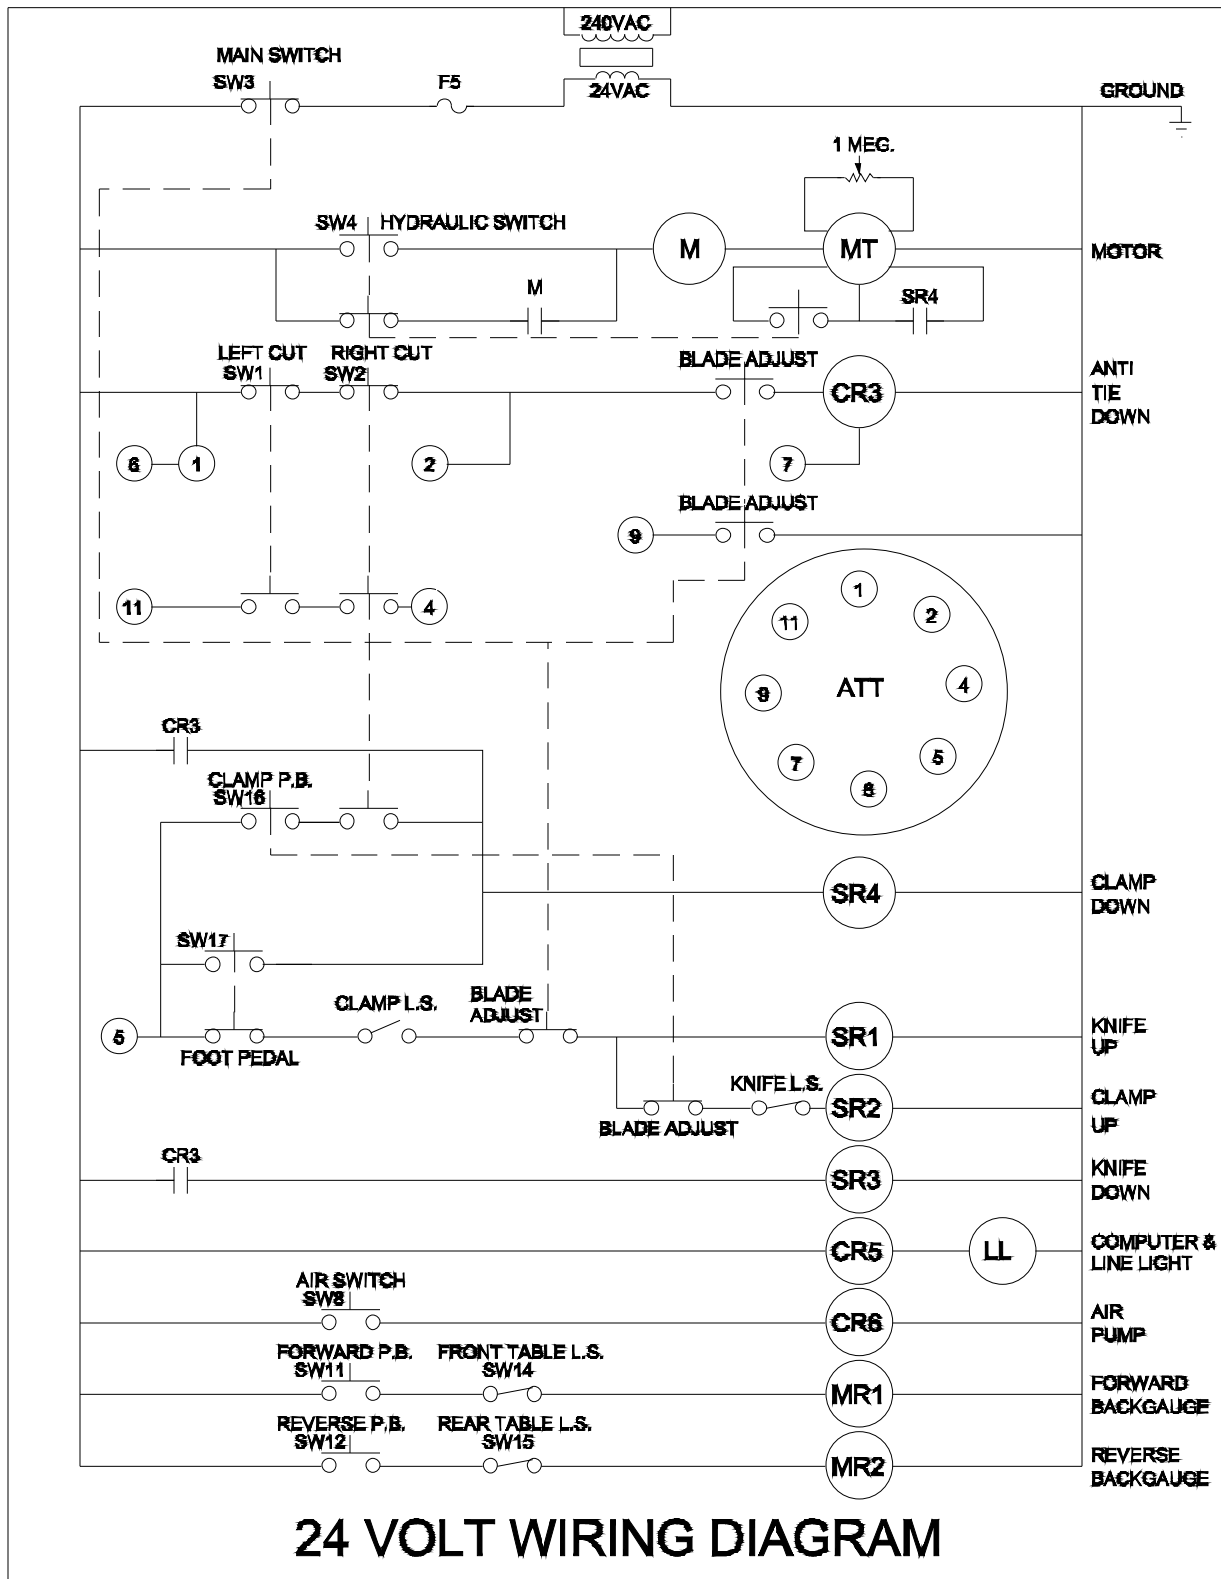 240VAC
MAIN SWITCH
SW3
F5
24VAC
GROUND
1 MEG.
SW4
HYDRAULIC SWITCH
M
MT
MOTOR
M
SR4
LEFT CUT
SW1
RIGHT CUT
SW2
BLADE ADJUST
CR3
ANTI
TIE
DOWN
6
1
2
7
BLADE ADJUST
9
11
4
1
2
11
4
9
ATT
5
7
6
CR3
CLAMP P.B.
SW16
SR4
CLAMP
DOWN
SW17
CLAMP L.S.
BLADE
ADJUST
5
FOOT PEDAL
SR1
KNIFE
UP
KNIFE L.S.
BLADE ADJUST
SR2
CLAMP
UP
CR3
SR3
KNIFE
DOWN
CR5
LL
COMPUTER &
LINE LIGHT
AIR SWITCH
SW8
CR6
AIR
PUMP
FORWARD P.B.
SW11
FRONT TABLE L.S.
SW14
MR1
FORWARD
BACKGAUGE
REVERSE P.B.
SW12
REAR TABLE L.S.
SW15
MR2
REVERSE
BACKGAUGE
24 VOLT WIRING DIAGRAM